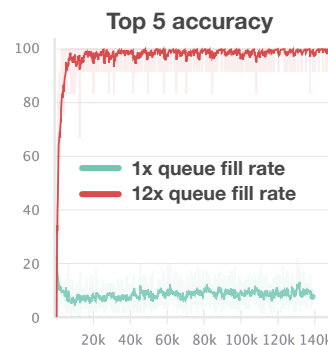 Top 5 accuracy
100
80
60
40
20
0
1x queue fill rate
12x queue fill rate
20k 40k 60k 80k 100k 120k 140k